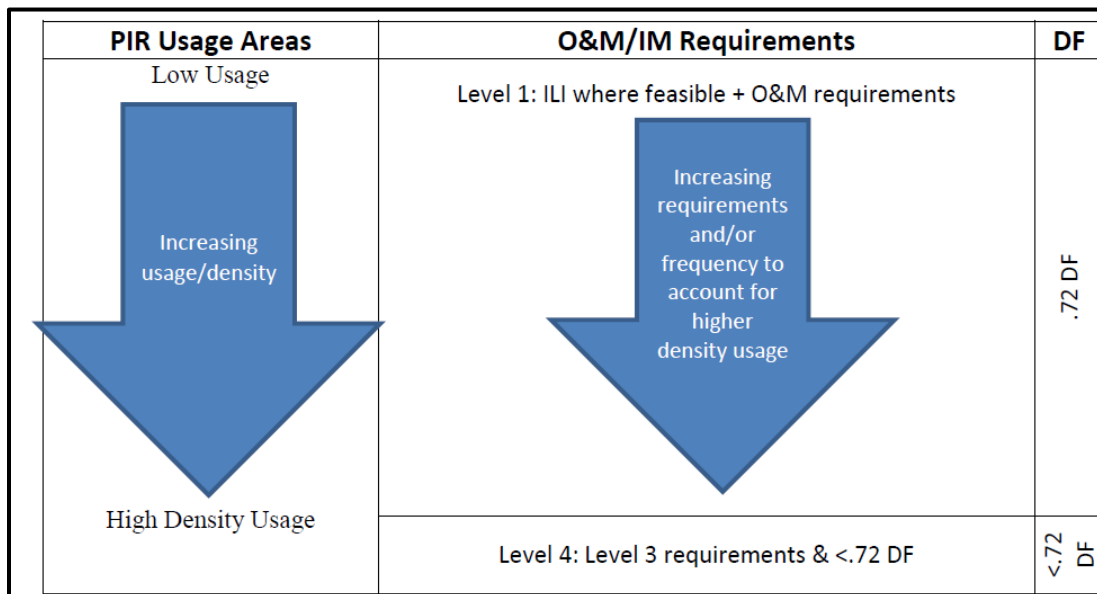 PIR Usage Areas
O&M/IM Requirements
DF
Low Usage
Level 1: ILI where feasible + O&M requirements
Increasing
usage/density
Increasing
requirements
and/or
frequency to
account for
higher
density usage
.72 DF
High Density Usage
Level 4: Level 3 requirements & <.72 DF
<.72
DF